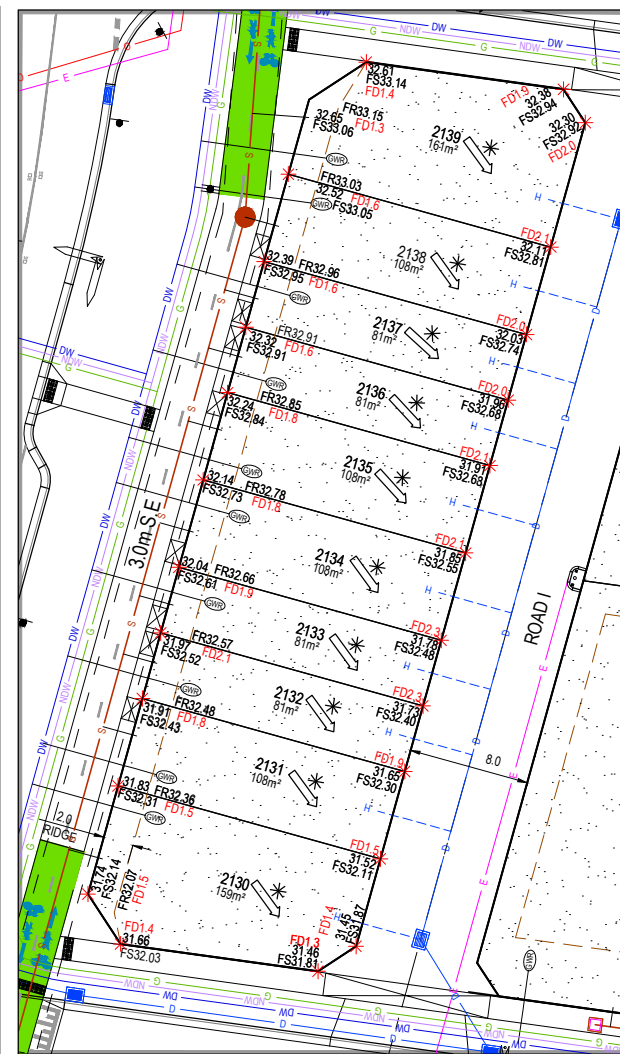 DW
NDW
G
S
E
32.61
FS33.14
FD1.4
FD1.9
32.38
FS32.94
32.30
FS32.92
FD2.0
FR33.15
FD1.3
32.65
FS33.06
2139
161m²
GWR
FR33.03
32.52
FD1.6
FS33.05
GWR
FD2.1
32.11
FS32.81
H
2138
108m²
32.39
FR32.96
FS32.95
FD1.6
GWR
FD2.0
32.03
FS32.74
H
2137
81m²
32.32
FR32.91
FS32.91
FD1.6
FD2.0
31.96
FS32.68
H
2136
81m²
GWR
32.24
FR32.85
FS32.84
FD1.8
FD2.1
31.91
FS32.68
H
2135
108m²
GWR
32.14
FR32.78
FS32.73
FD1.8
FD2.1
31.85
FS32.55
H
3.0m S.E
2134
108m²
GWR
32.04
FR32.66
FS32.61
FD1.9
FD2.3
31.78
FS32.48
H
ROAD I
2133
81m²
GWR
31.97
FR32.57
FS32.52
FD2.1
FD2.3
31.73
FS32.40
H
2132
81m²
GWR
31.91
FR32.48
FS32.43
FD1.8
FD1.9
31.65
FS32.30
H
8.0
2131
108m²
GWR
31.83
FR32.36
FS32.31
FD1.5
FD1.5
31.52
FS32.11
2.0
RIDGE
GWR
2130
159m²
31.74
FS32.14
FR32.07
FD1.5
FD1.4
31.66
FS32.03
FD1.3
31.46
FS31.81
FD1.4
31.45
FS31.87
H
GWR
D
E
G
NDW
DW
D